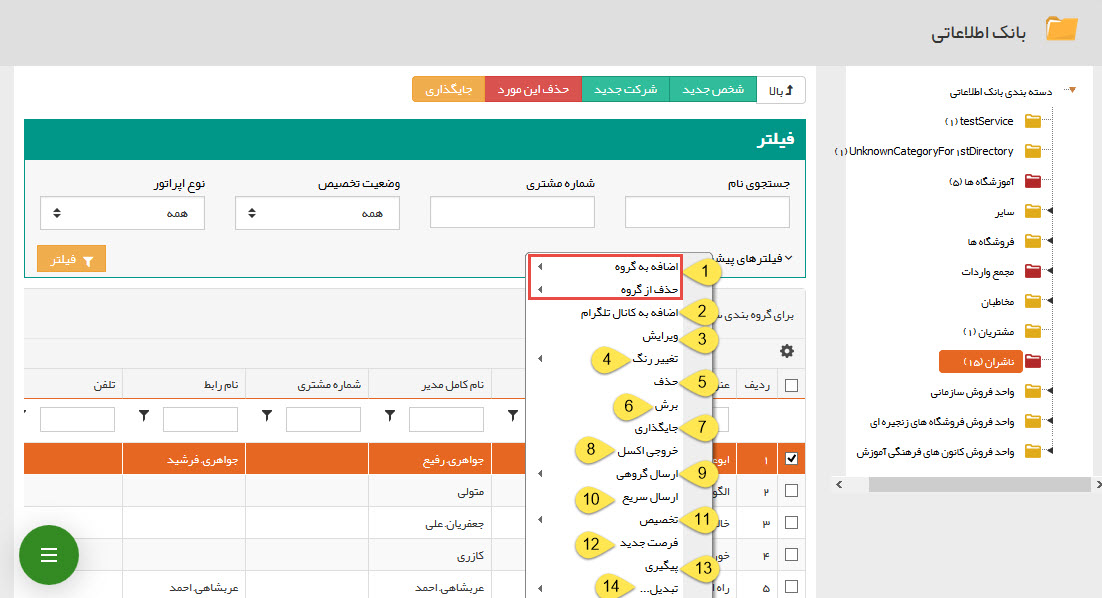 بانک اطلاعاتی
دسته بندی بانک اطلاعاتی
testService (۱)
UnknownCategoryFor۱stDirectory (۱)
آموزشگاه ها (۵)
سایر
فروشگاه ها
مجمع واردات
مخاطبان
مشتریان (۱)
ناشران (۱۵)
واحد فروش سازمانی
واحد فروش فروشگاه های زنجیره ای
واحد فروش کانون های فرهنگی آموزش
بالا شخص جدید شرکت جدید حذف این مورد جایگذاری
فیلتر
جستجوی نام شماره مشتری وضعیت تخصیص نوع اپراتور
همه همه
فیلترهای پیش
فیلتر
برای گروه بندی
ردیف نام کامل مدیر شماره مشتری نام رابط تلفن
۱ جواهری،رفیع جواهری،فرشید
۲ الگو متولی
۳ جعفریان،علی
۴ کازری
۵ راه عربشاهی،احمد عربشاهی،احمد
1 اضافه به گروه
حذف از گروه
2 اضافه به کانال تلگرام
3 ویرایش
4 تغییر رنگ
5 حذف
6 برش
7 جایگذاری
8 خروجی اکسل
9 ارسال گروهی
10 ارسال سریع
11 تخصیص
12 فرصت جدید
13 پیگیری
14 تبدیل...